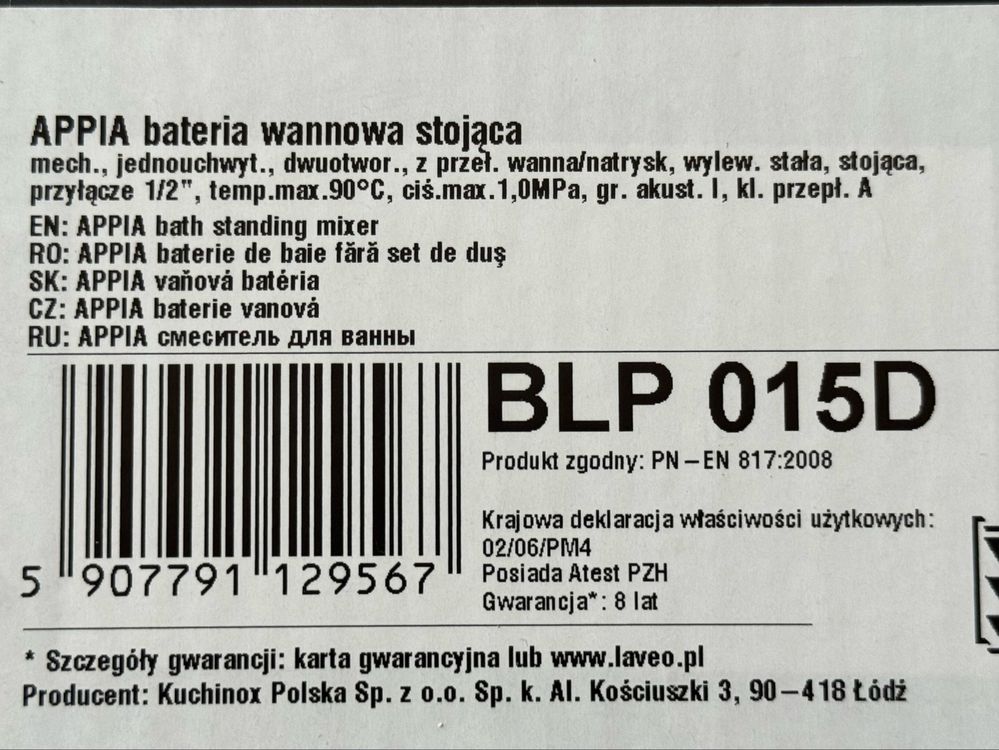 APPIA bateria wannowa stojąca
mech., jednouchwyt., dwuotwor., z przeł. wanna/natrysk, wylew. stała, stojąca,
przyłącze 1/2", temp.max.90°C, ciś.max.1,0MPa, gr. akust. I, kl. przepł. A
EN: APPIA bath standing mixer
RO: APPIA baterie de baie fără set de duş
SK: APPIA vaňová batéria
CZ: APPIA baterie vanová
RU: APPIA смеситель для ванны
BLP 015D
Produkt zgodny: PN–EN 817:2008
Krajowa deklaracja właściwości użytkowych:
02/06/PM4
Posiada Atest PZH
Gwarancja*: 8 lat
5 907791 129567
* Szczegóły gwarancji: karta gwarancyjna lub www.laveo.pl
Producent: Kuchinox Polska Sp. z o.o. Sp. k. Al. Kościuszki 3, 90–418 Łódź